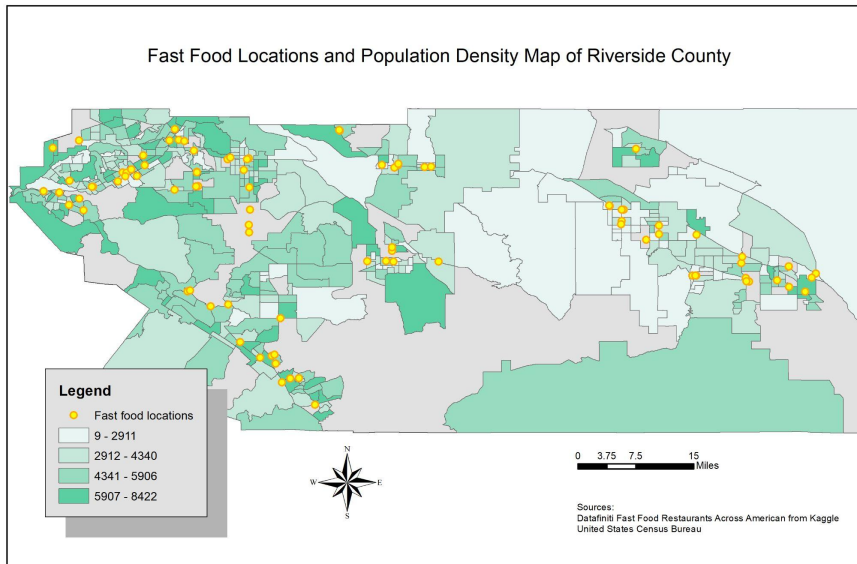 Fast Food Locations and Population Density Map of Riverside County
Legend
Fast food locations
9 - 2911
2912 - 4340
4341 - 5906
5907 - 8422
N
W
E
S
0 3.75 7.5 15
Miles
Sources:
Datafiniti Fast Food Restaurants Across American from Kaggle
United States Census Bureau